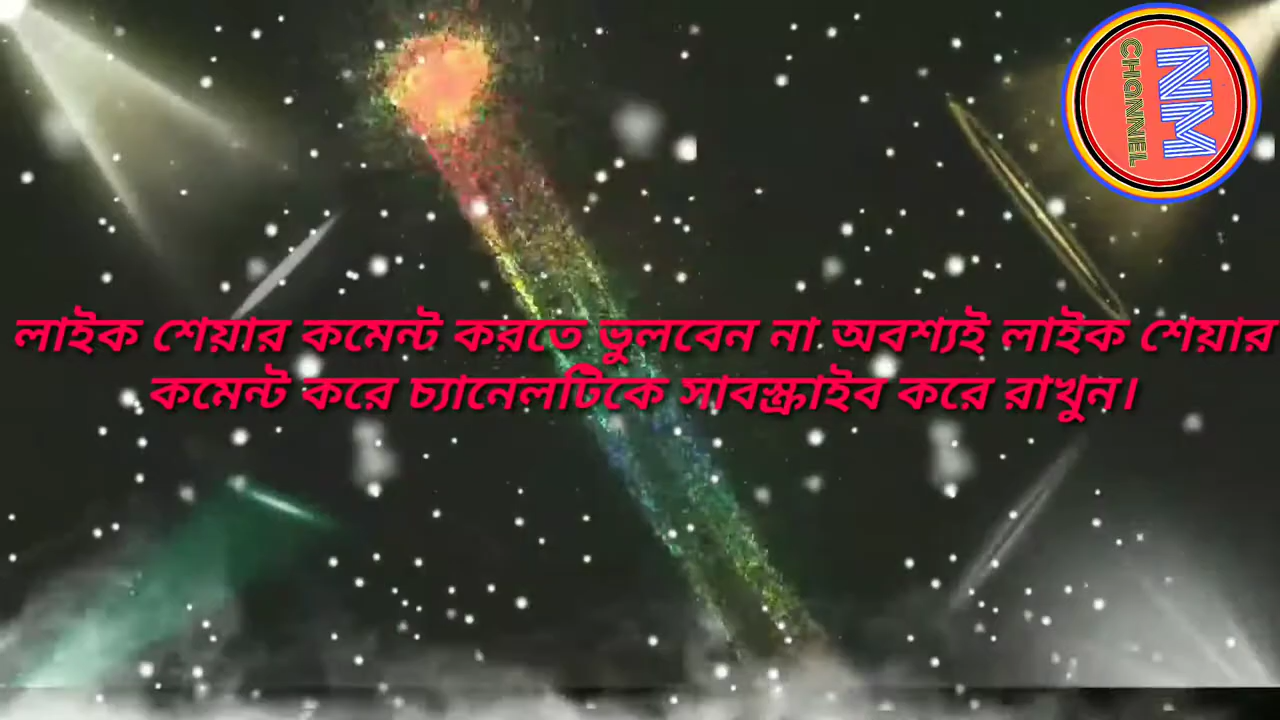 লাইক শেয়ার কমেন্ট করতে ভুলবেন না অবশ্যই লাইক শেয়ার
কমেন্ট করে চ্যানেলটিকে সাবস্ক্রাইব করে রাখুন।
NM
CHANNEL